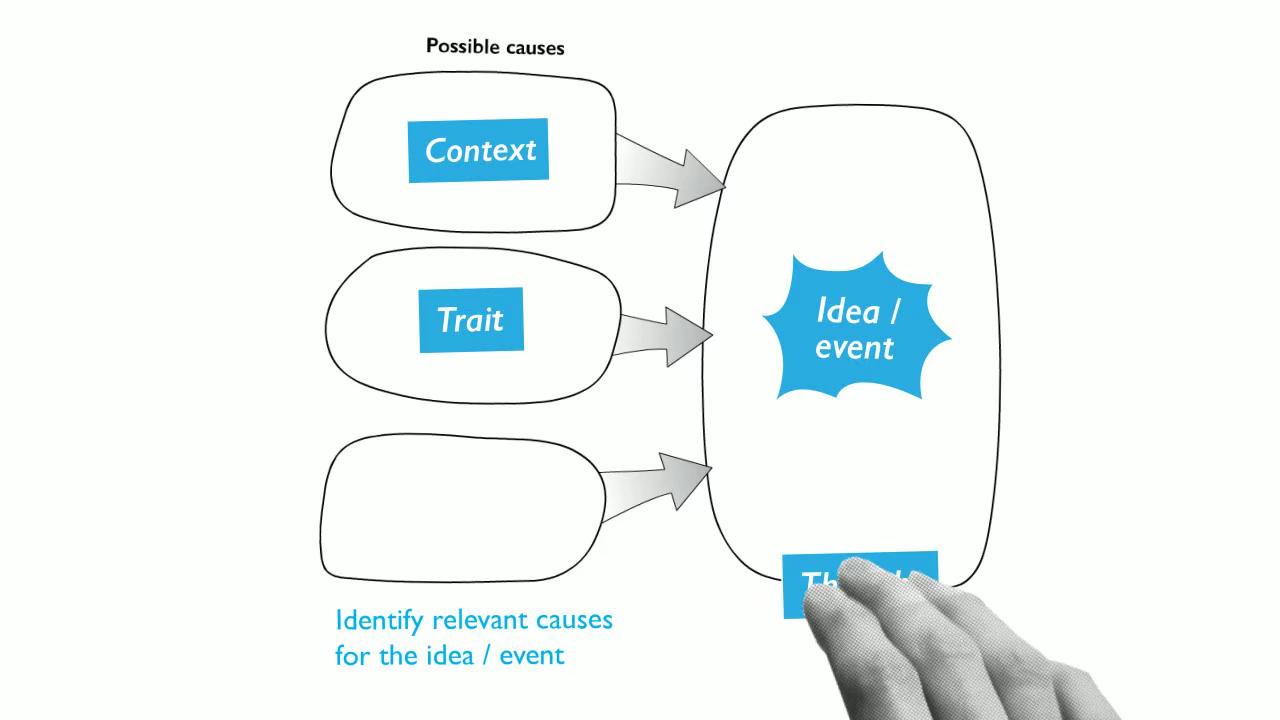 Possible causes
Context
Trait
Idea /
event
Identify relevant causes
for the idea / event